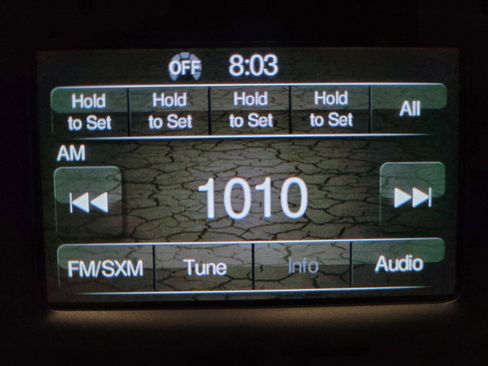 OFF 8:03
Hold to Set Hold to Set Hold to Set Hold to Set All
AM
1010
FM/SXM Tune Info Audio